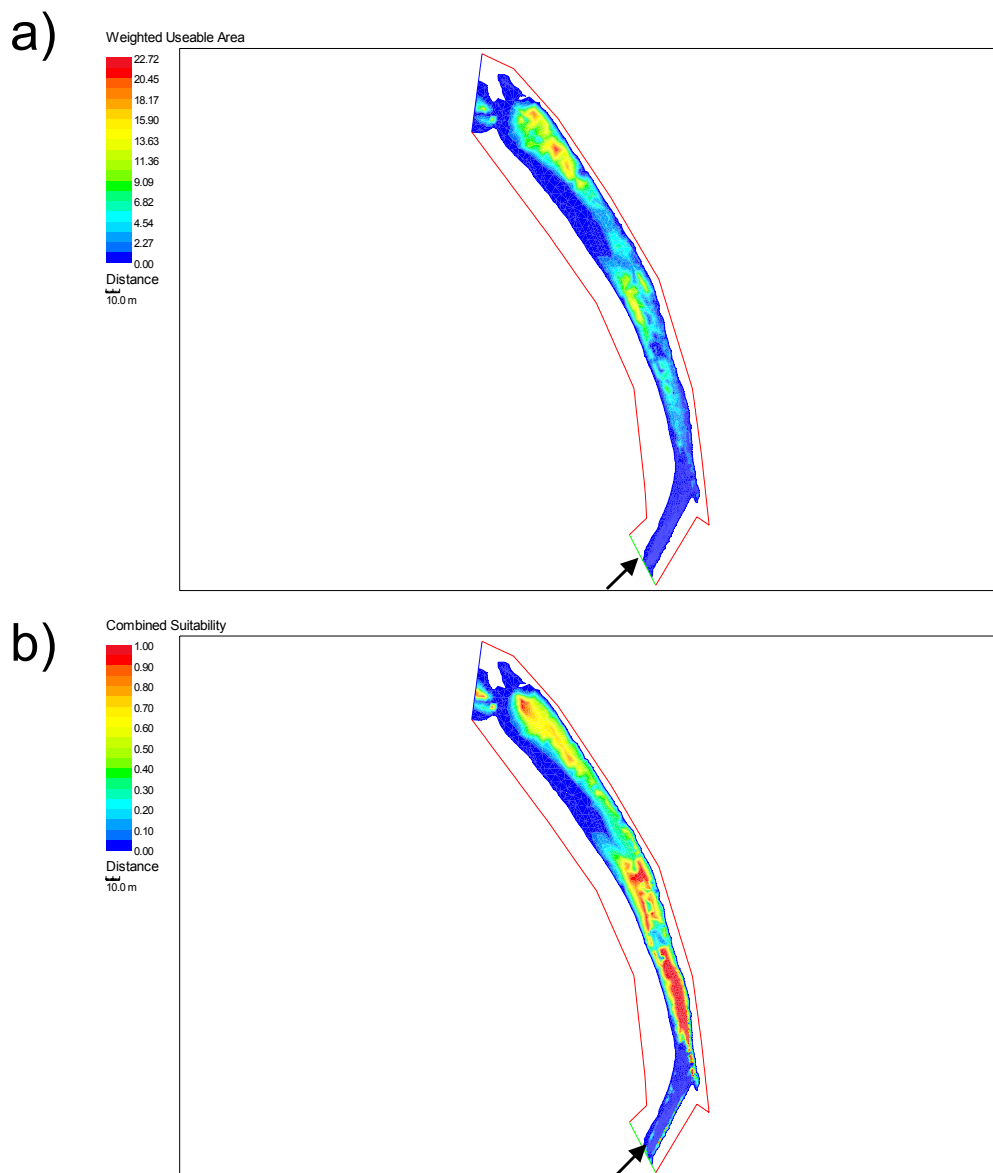 a)
Weighted Useable Area
22.72
20.45
18.17
15.90
13.63
11.36
9.09
6.82
4.54
2.27
0.00
Distance
10.0 m
b)
Combined Suitability
1.00
0.90
0.80
0.70
0.60
0.50
0.40
0.30
0.20
0.10
0.00
Distance
10.0 m